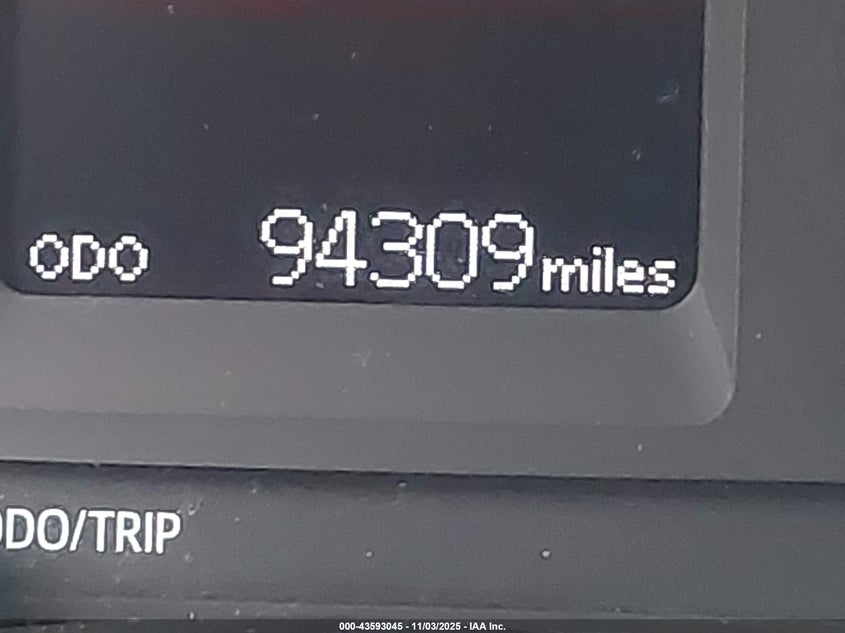 ODO 94309 miles
ODO/TRIP
000-43593045 - 11/03/2025 - IAA Inc.